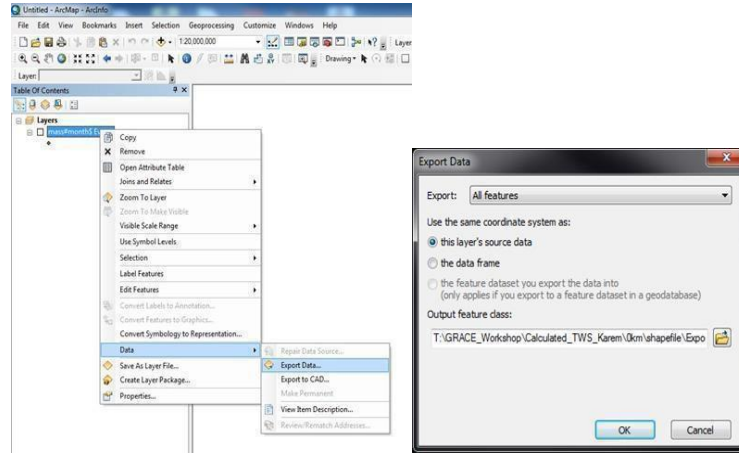 Untitled - ArcMap - ArcInfo
File Edit View Bookmarks Insert Selection Geoprocessing Customize Windows Help
1:20,000,000
Layer
Drawing
Layer:
Table Of Contents
Layers
mass#month$ Ev
Copy
Remove
Open Attribute Table
Joins and Relates
Zoom To Layer
Zoom To Make Visible
Visible Scale Range
Use Symbol Levels
Selection
Label Features
Edit Features
Convert Labels to Annotation...
Convert Features to Graphics...
Convert Symbology to Representation...
Data
Save As Layer File...
Create Layer Package...
Properties...
Repair Data Source...
Export Data...
Export to CAD...
Make Permanent
View Item Description...
Review/Rematch Addresses...
Export Data
Export: All features
Use the same coordinate system as:
this layer's source data
the data frame
the feature dataset you export the data into
(only applies if you export to a feature dataset in a geodatabase)
Output feature class:
T:\GRACE_Workshop\Calculated_TWS_Karem\0km\shapefile\Expo
OK Cancel